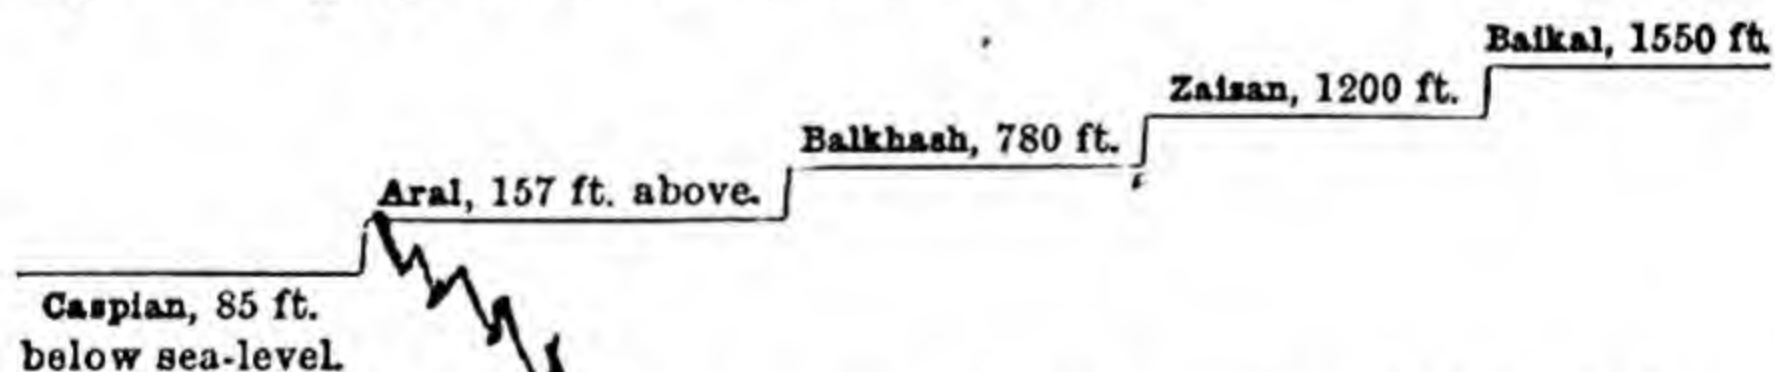 Baikal, 1550 ft.
Zaisan, 1200 ft.
Balkhash, 780 ft.
Aral, 157 ft. above.
Caspian, 85 ft.
below sea-level.